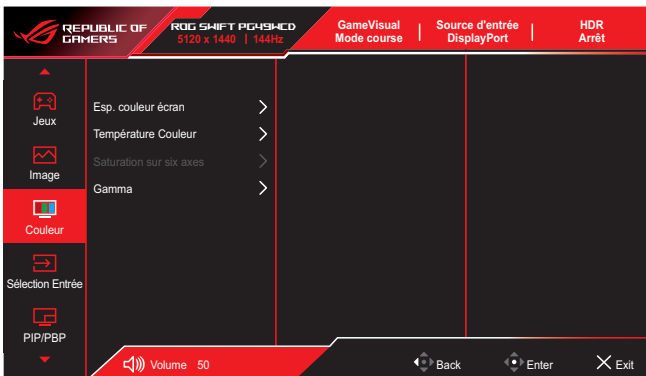 REPUBLIC OF
GAMERS
ROG SWIFT PG49WCD
5120 x 1440 | 144Hz
GameVisual
Mode course
Source d'entrée
DisplayPort
HDR
Arrêt
Jeux
Image
Couleur
Sélection Entrée
PIP/PBP
Esp. couleur écran
Température Couleur
Saturation sur six axes
Gamma
Volume 50
Back
Enter
Exit